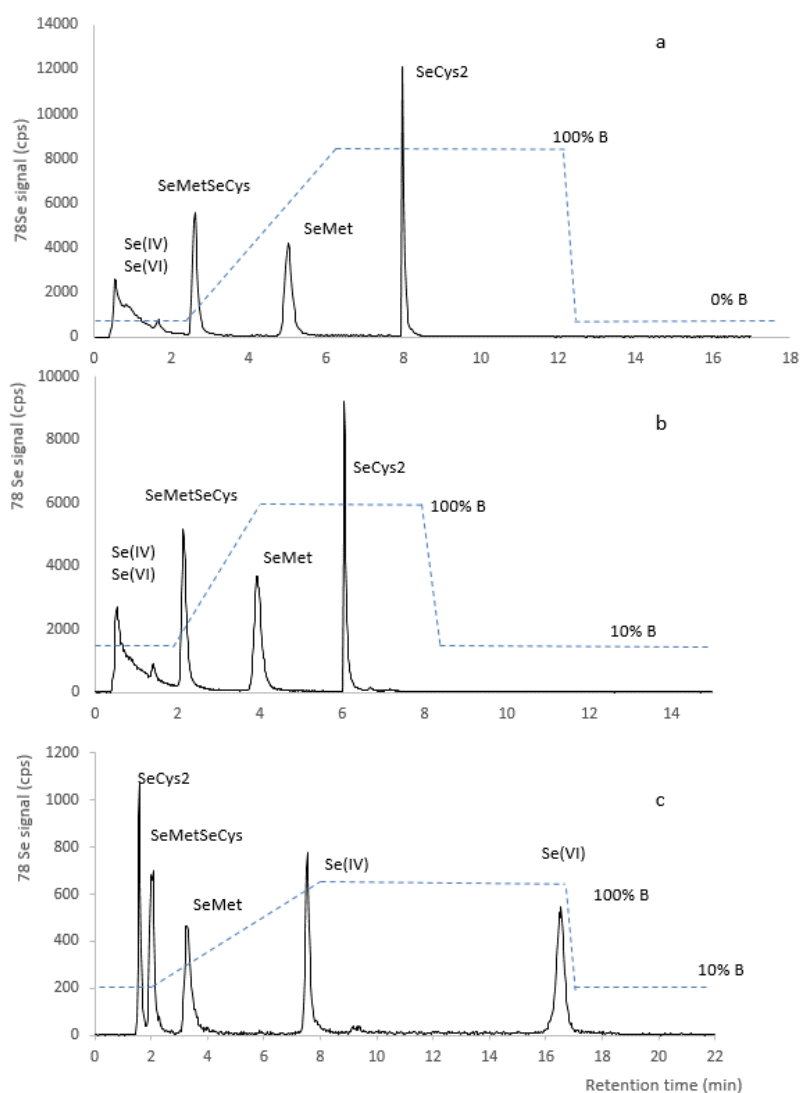 14000
12000
10000
8000
6000
4000
2000
0
78Se signal (cps)
a
SeCys2
100% B
SeMetSeCys
SeMet
Se(IV)
Se(VI)
0% B
0 2 4 6 8 10 12 14 16 18
10000
8000
6000
4000
2000
0
78 Se signal (cps)
b
SeCys2
SeMetSeCys
100% B
Se(IV)
Se(VI)
SeMet
10% B
0 2 4 6 8 10 12 14
1200
1000
800
600
400
200
0
78 Se signal (cps)
SeCys2
c
SeMetSeCys
Se(VI)
Se(IV)
100% B
SeMet
10% B
0 2 4 6 8 10 12 14 16 18 20 22
Retention time (min)